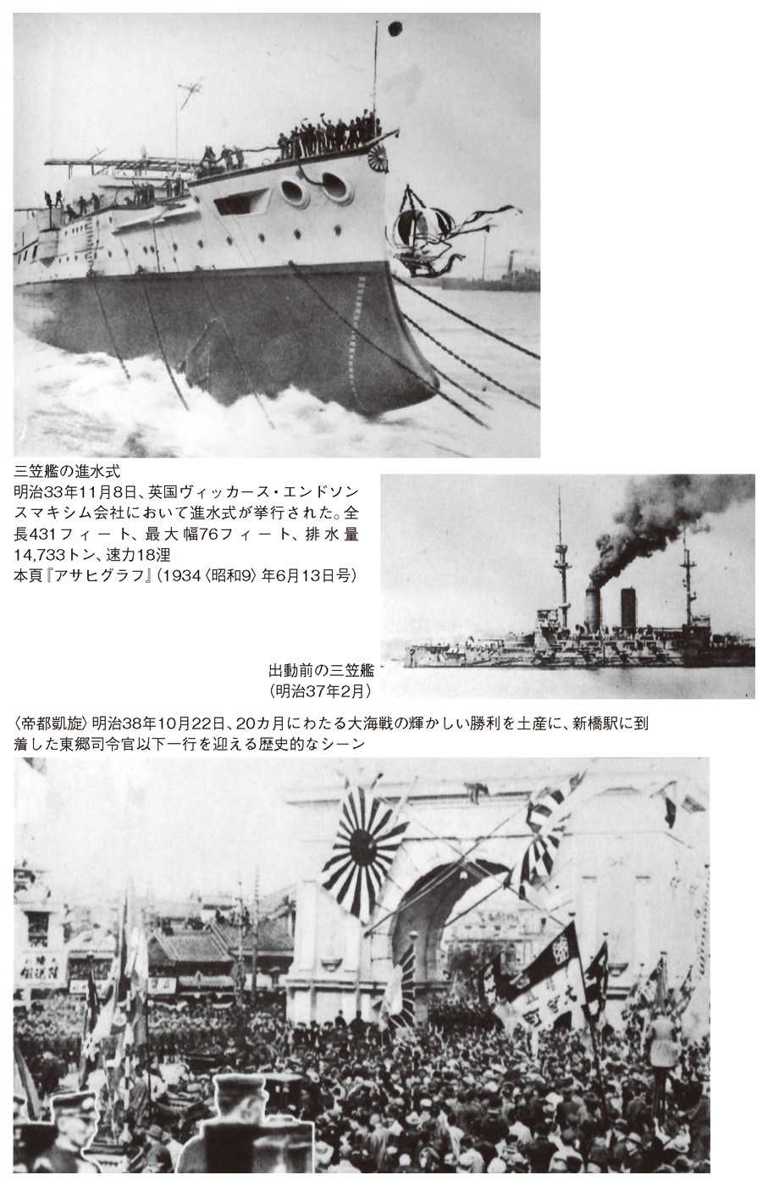 三笠艦の進水式
明治33年11月8日、英国ヴィッカース・エンドソン
スマキシム会社において進水式が挙行された。全
長431フィート、最大幅76フィート、排水量
14,733トン、速力18浬
本頁『アサヒグラフ』（1934〈昭和9〉年6月13日号）
出動前の三笠艦
（明治37年2月）
〈帝都凱旋〉明治38年10月22日、20カ月にわたる大海戦の輝かしい勝利を土産に、新橋駅に到
着した東郷司令官以下一行を迎える歴史的なシーン